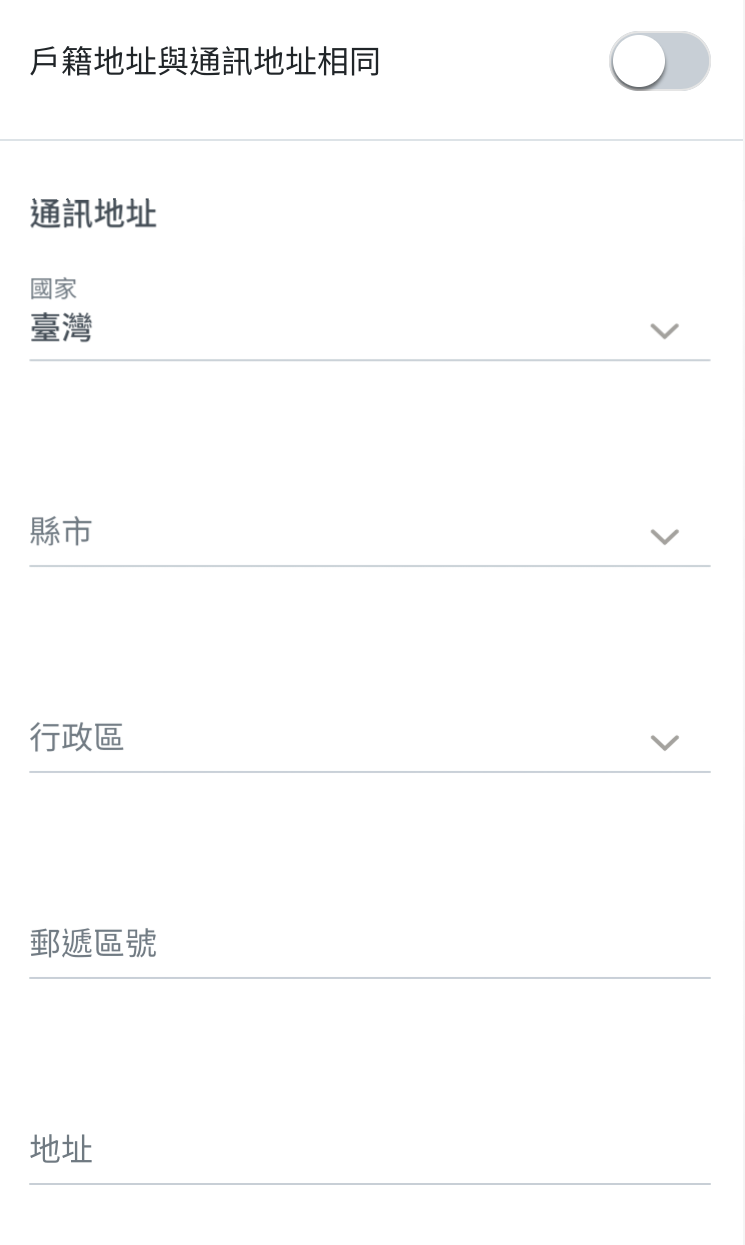 戶籍地址與通訊地址相同
通訊地址
國家
臺灣
縣市
行政區
郵遞區號
地址